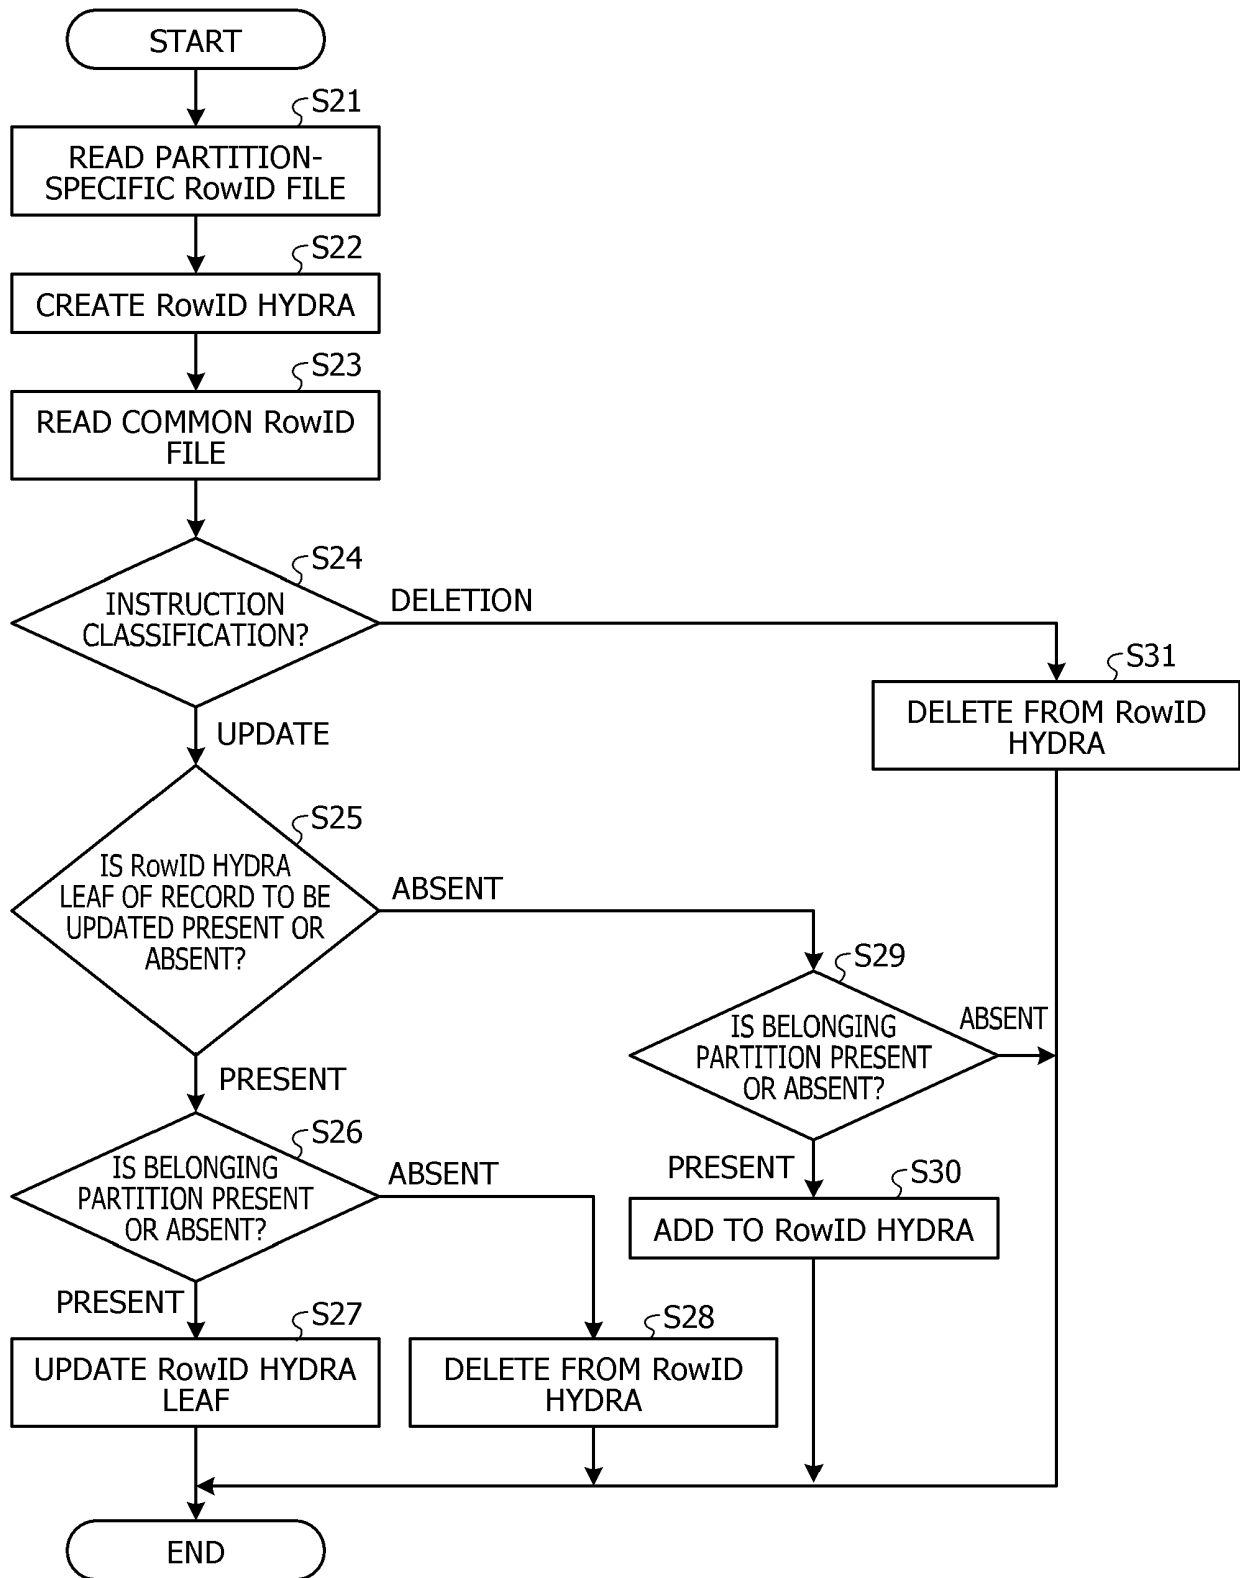 START
S21
READ PARTITION-
SPECIFIC RowID FILE
S22
CREATE RowID HYDRA
S23
READ COMMON RowID
FILE
S24
INSTRUCTION
CLASSIFICATION?
DELETION
S31
DELETE FROM RowID
HYDRA
UPDATE
S25
IS RowID HYDRA
LEAF OF RECORD TO BE
UPDATED PRESENT OR
ABSENT?
ABSENT
S29
IS BELONGING
PARTITION PRESENT
OR ABSENT?
ABSENT
PRESENT
S26
IS BELONGING
PARTITION PRESENT
OR ABSENT?
ABSENT
PRESENT
S30
ADD TO RowID HYDRA
PRESENT
S27
UPDATE RowID HYDRA
LEAF
S28
DELETE FROM RowID
HYDRA
END